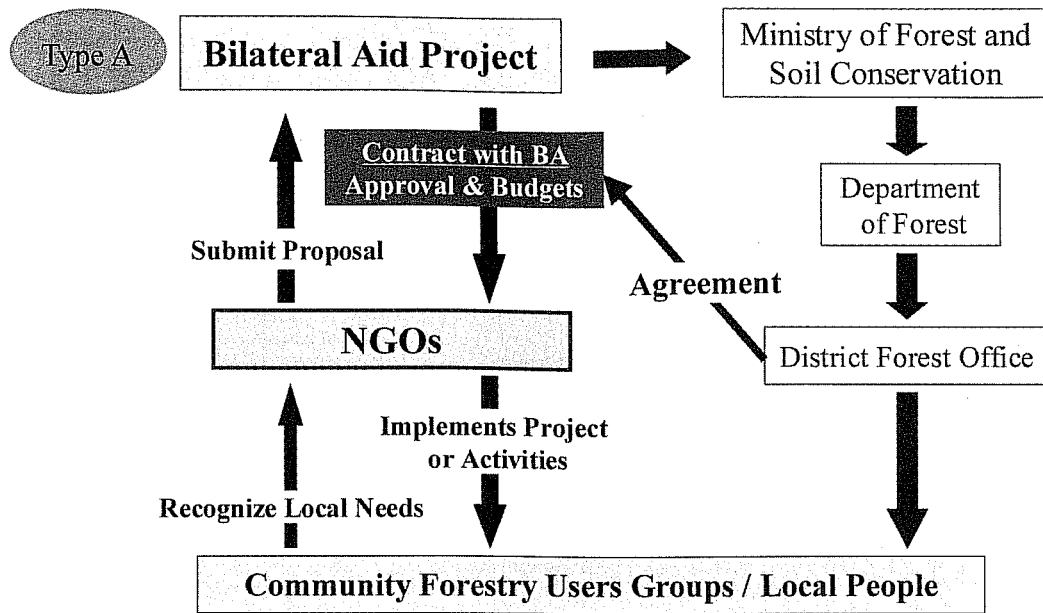 Type A
Bilateral Aid Project
Ministry of Forest and
Soil Conservation
Contract with BA
Approval & Budgets
Department
of Forest
Submit Proposal
Agreement
NGOs
District Forest Office
Implements Project
or Activities
Recognize Local Needs
Community Forestry Users Groups / Local People